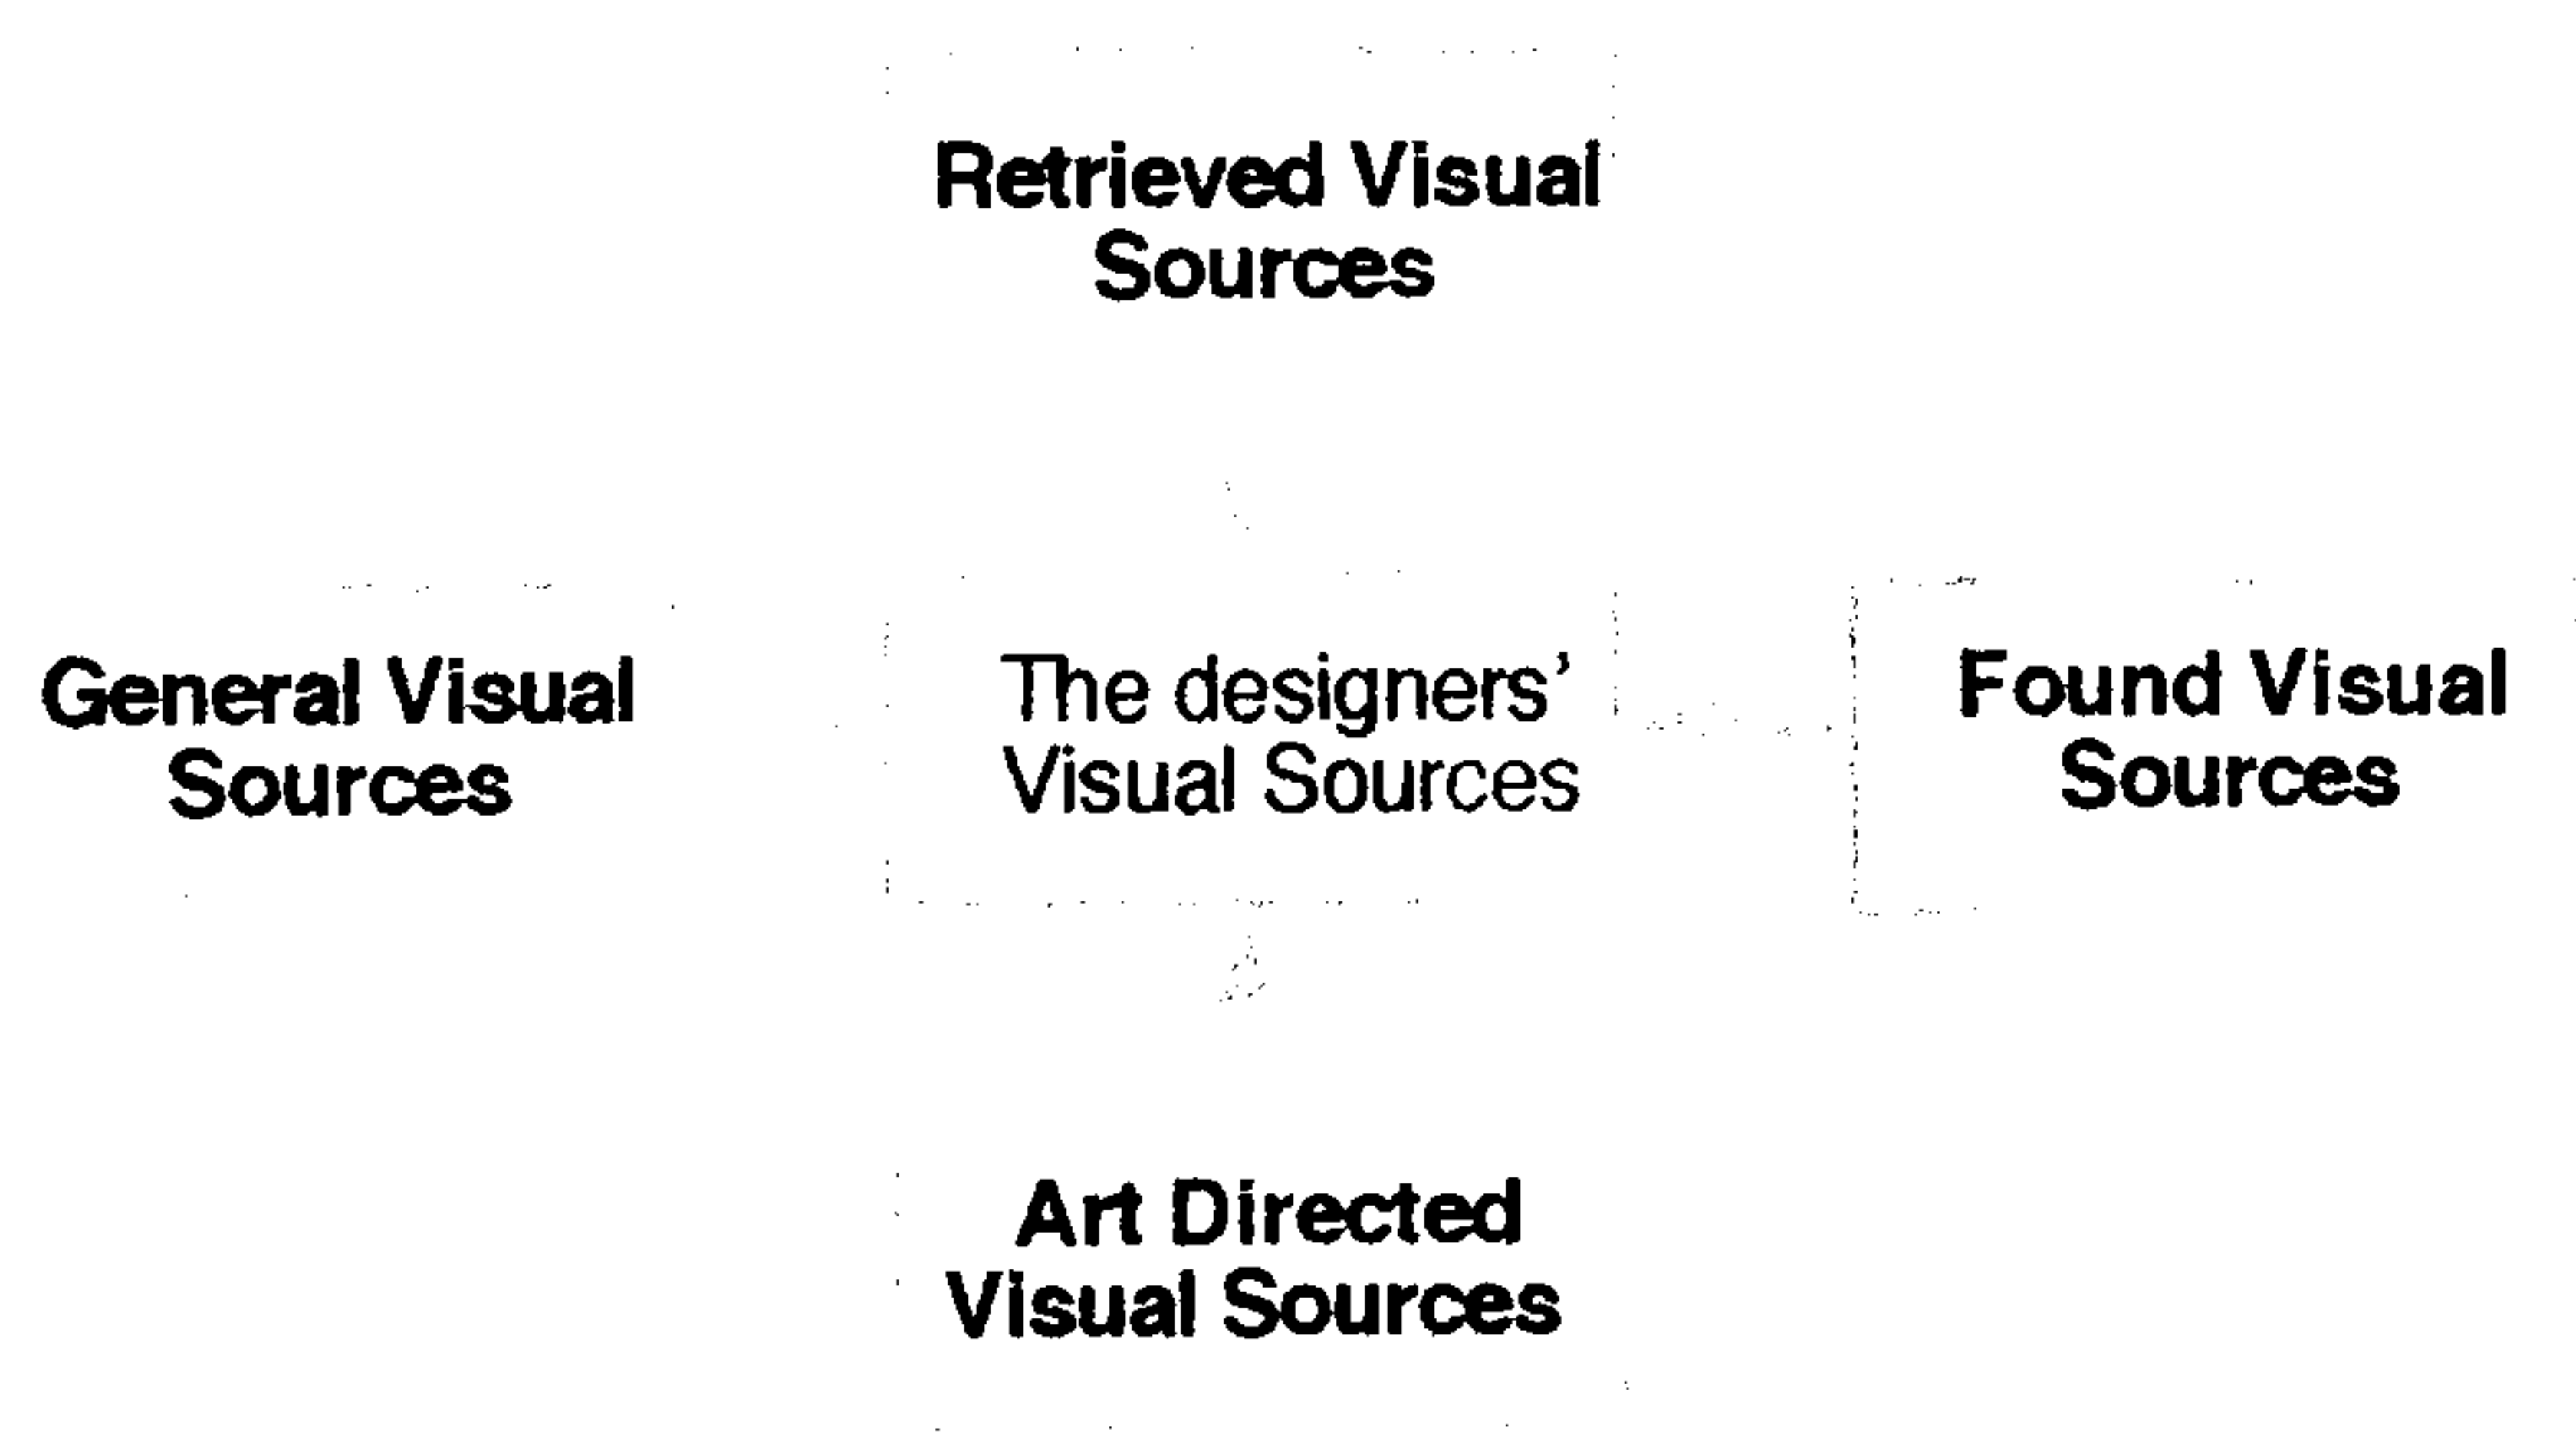 Retrieved Visual
Sources
General Visual
Sources
The designers’
Visual Sources
Found Visual
Sources
Art Directed
Visual Sources